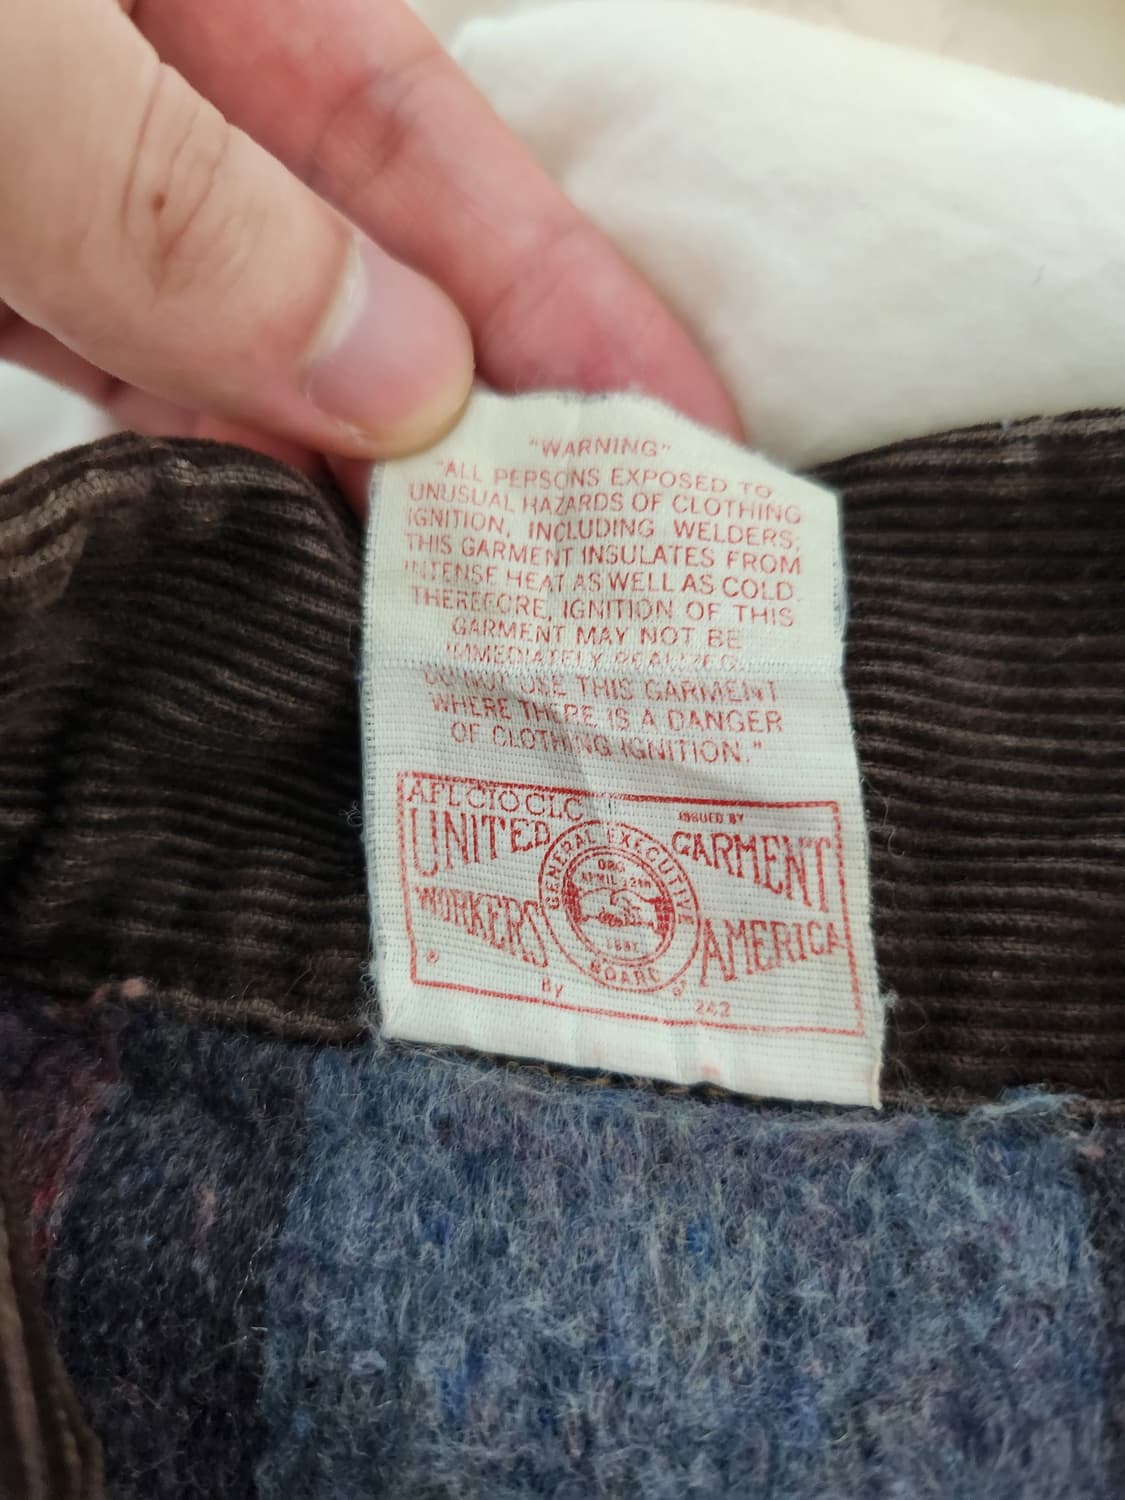 "WARNING"
"ALL PERSONS EXPOSED TO
UNUSUAL HAZARDS OF CLOTHING
IGNITION, INCLUDING WELDERS,
THIS GARMENT INSULATES FROM
INTENSE HEAT AS WELL AS COLD.
THEREFORE, IGNITION OF THIS
GARMENT MAY NOT BE
IMMEDIATELY REALIZED.
DO NOT USE THIS GARMENT
WHERE THERE IS A DANGER
OF CLOTHING IGNITION."
AFL CIO CLC
ISSUED BY
UNITED GARMENT
WORKERS AMERICA
GENERAL EXECUTIVE
BOARD
ORG
APRIL
By
of
®
242